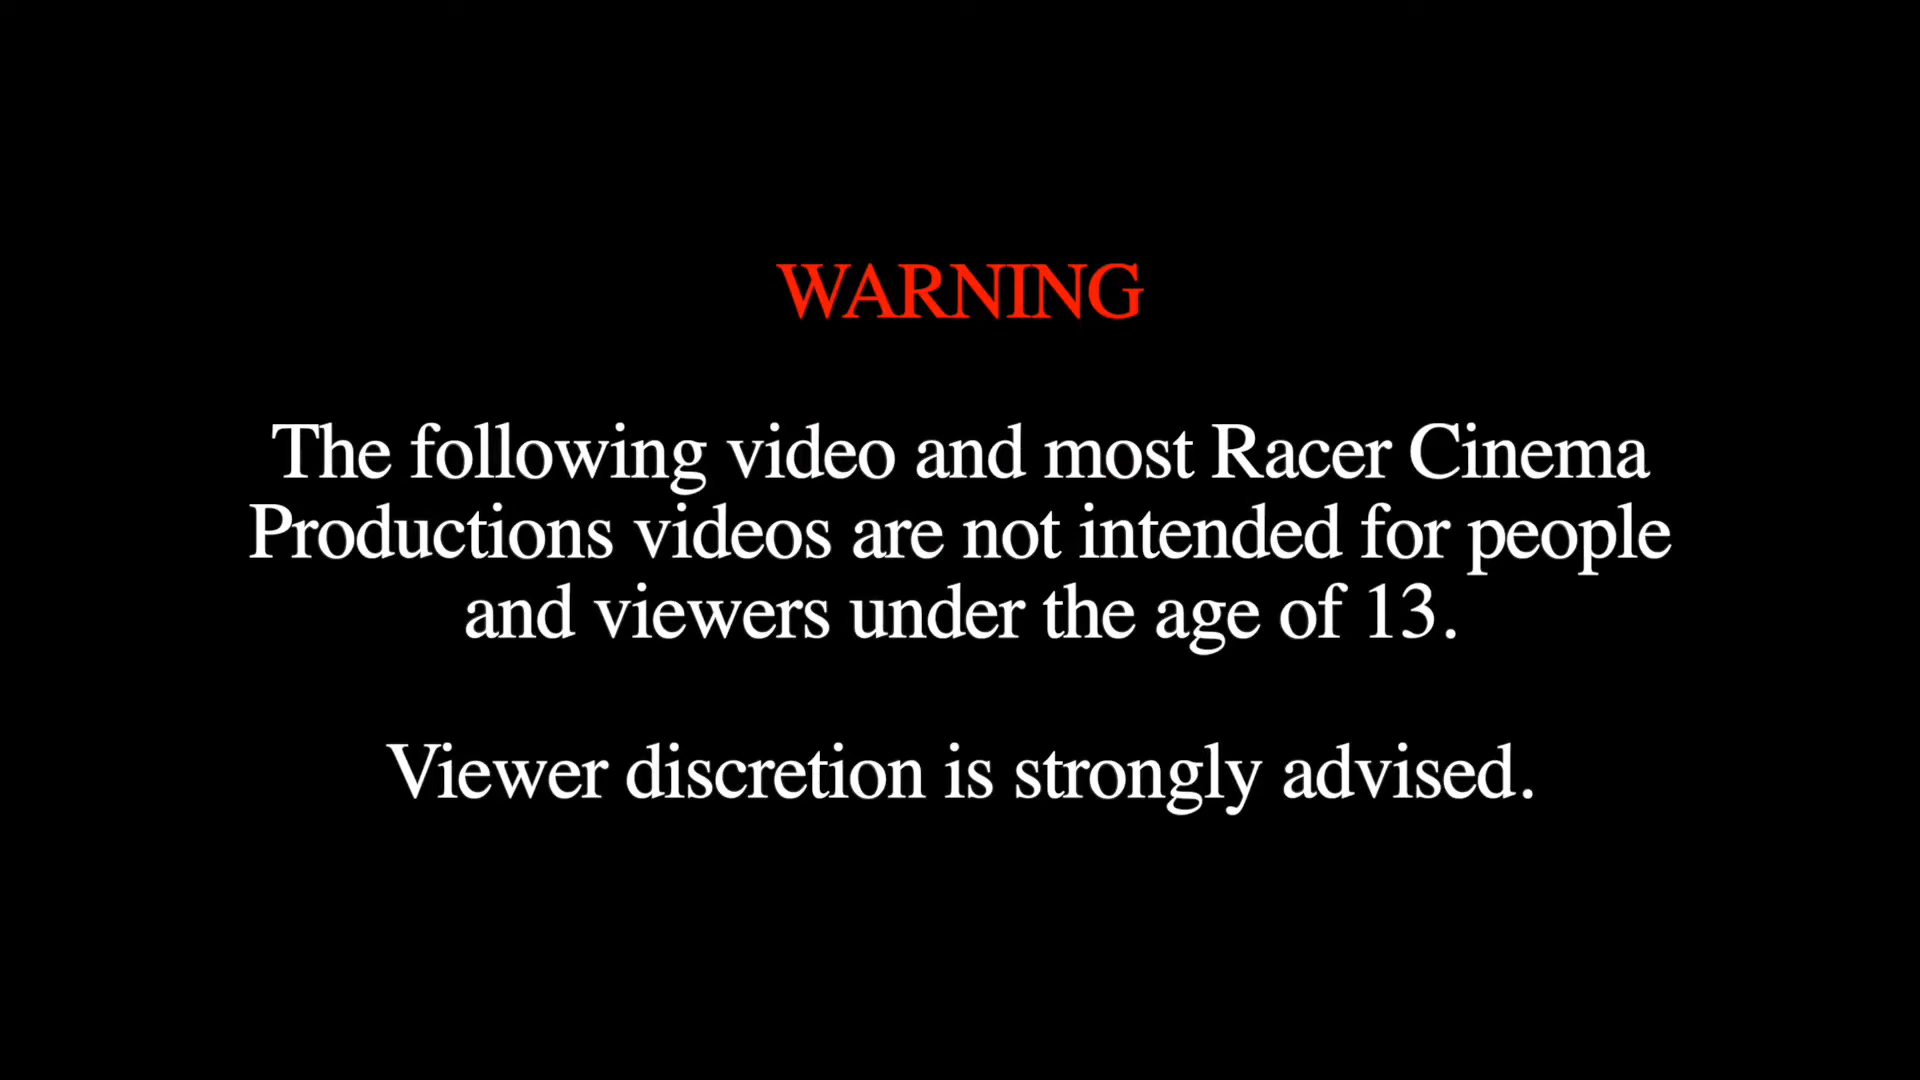 WARNING
The following video and most Racer Cinema
Productions videos are not intended for people
and viewers under the age of 13.
Viewer discretion is strongly advised.